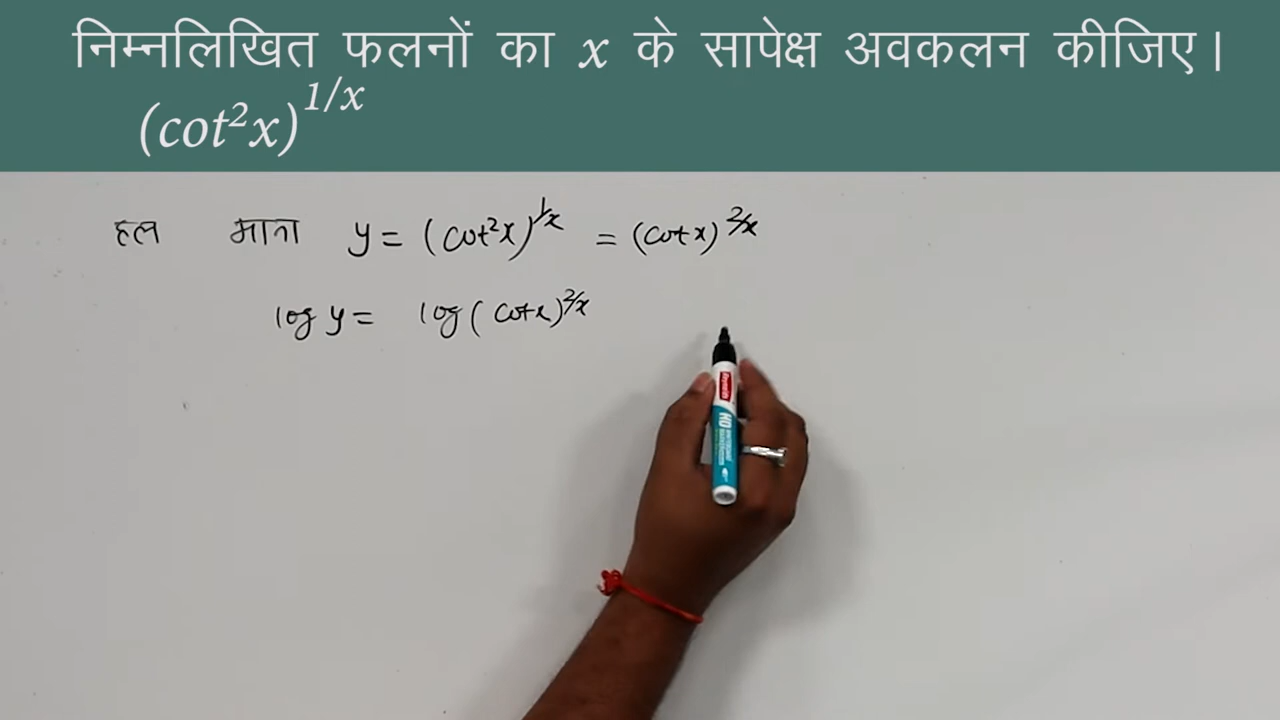 निम्नलिखित फलनों का x के सापेक्ष अवकलन कीजिए।
(cot²x)^1/x
हल माना y = (cot²x)^1/x = (cot x)^2/x
log y = log (cot x)^2/x